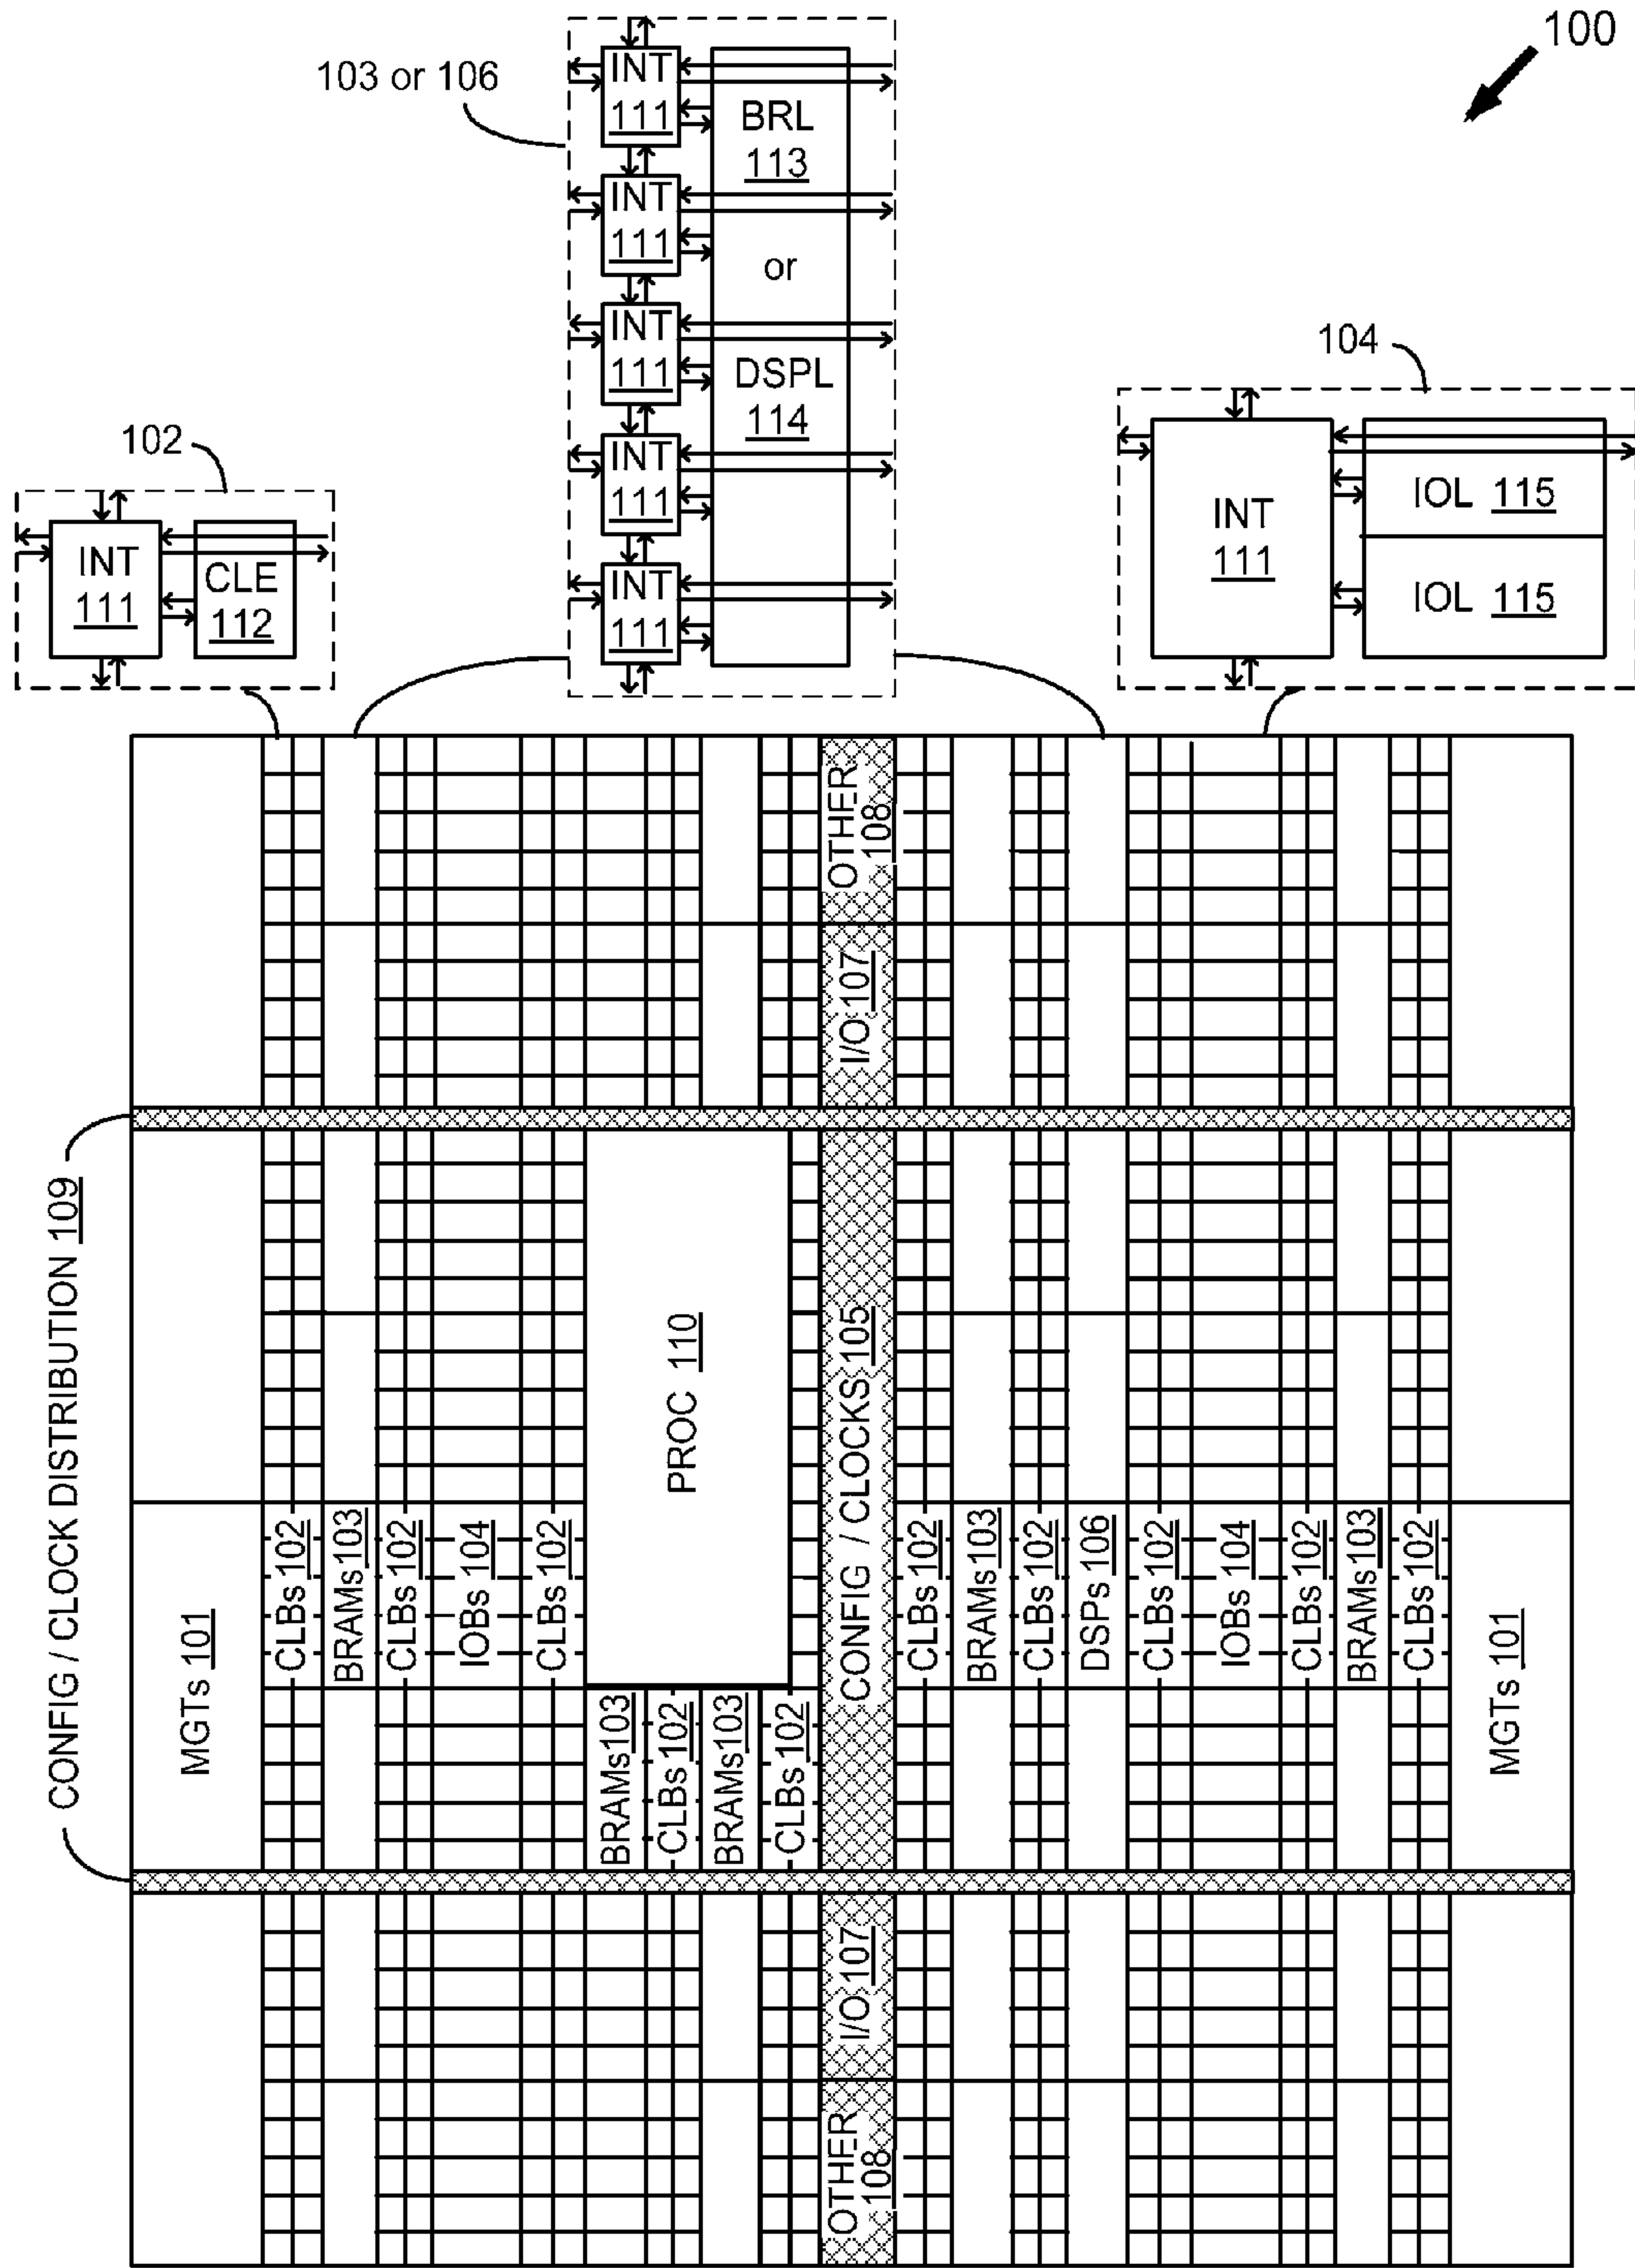 100
103 or 106
INT
111
INT
111
INT
111
INT
111
INT
111
BRL
113
or
DSPL
114
104
INT
111
IOL 115
IOL 115
102
INT
111
CLE
112
CONFIG / CLOCK DISTRIBUTION 109
OTHER
108
I/O 107
CONFIG / CLOCKS 105
I/O 107
OTHER
108
PROC 110
MGTs 101
CLBs 102
BRAMs 103
CLBs 102
IOBs 104
CLBs 102
BRAMs 103
CLBs 102
BRAMs 103
CLBs 102
CLBs 102
BRAMs 103
CLBs 102
DSPs 106
CLBs 102
IOBs 104
CLBs 102
BRAMs 103
CLBs 102
MGTs 101